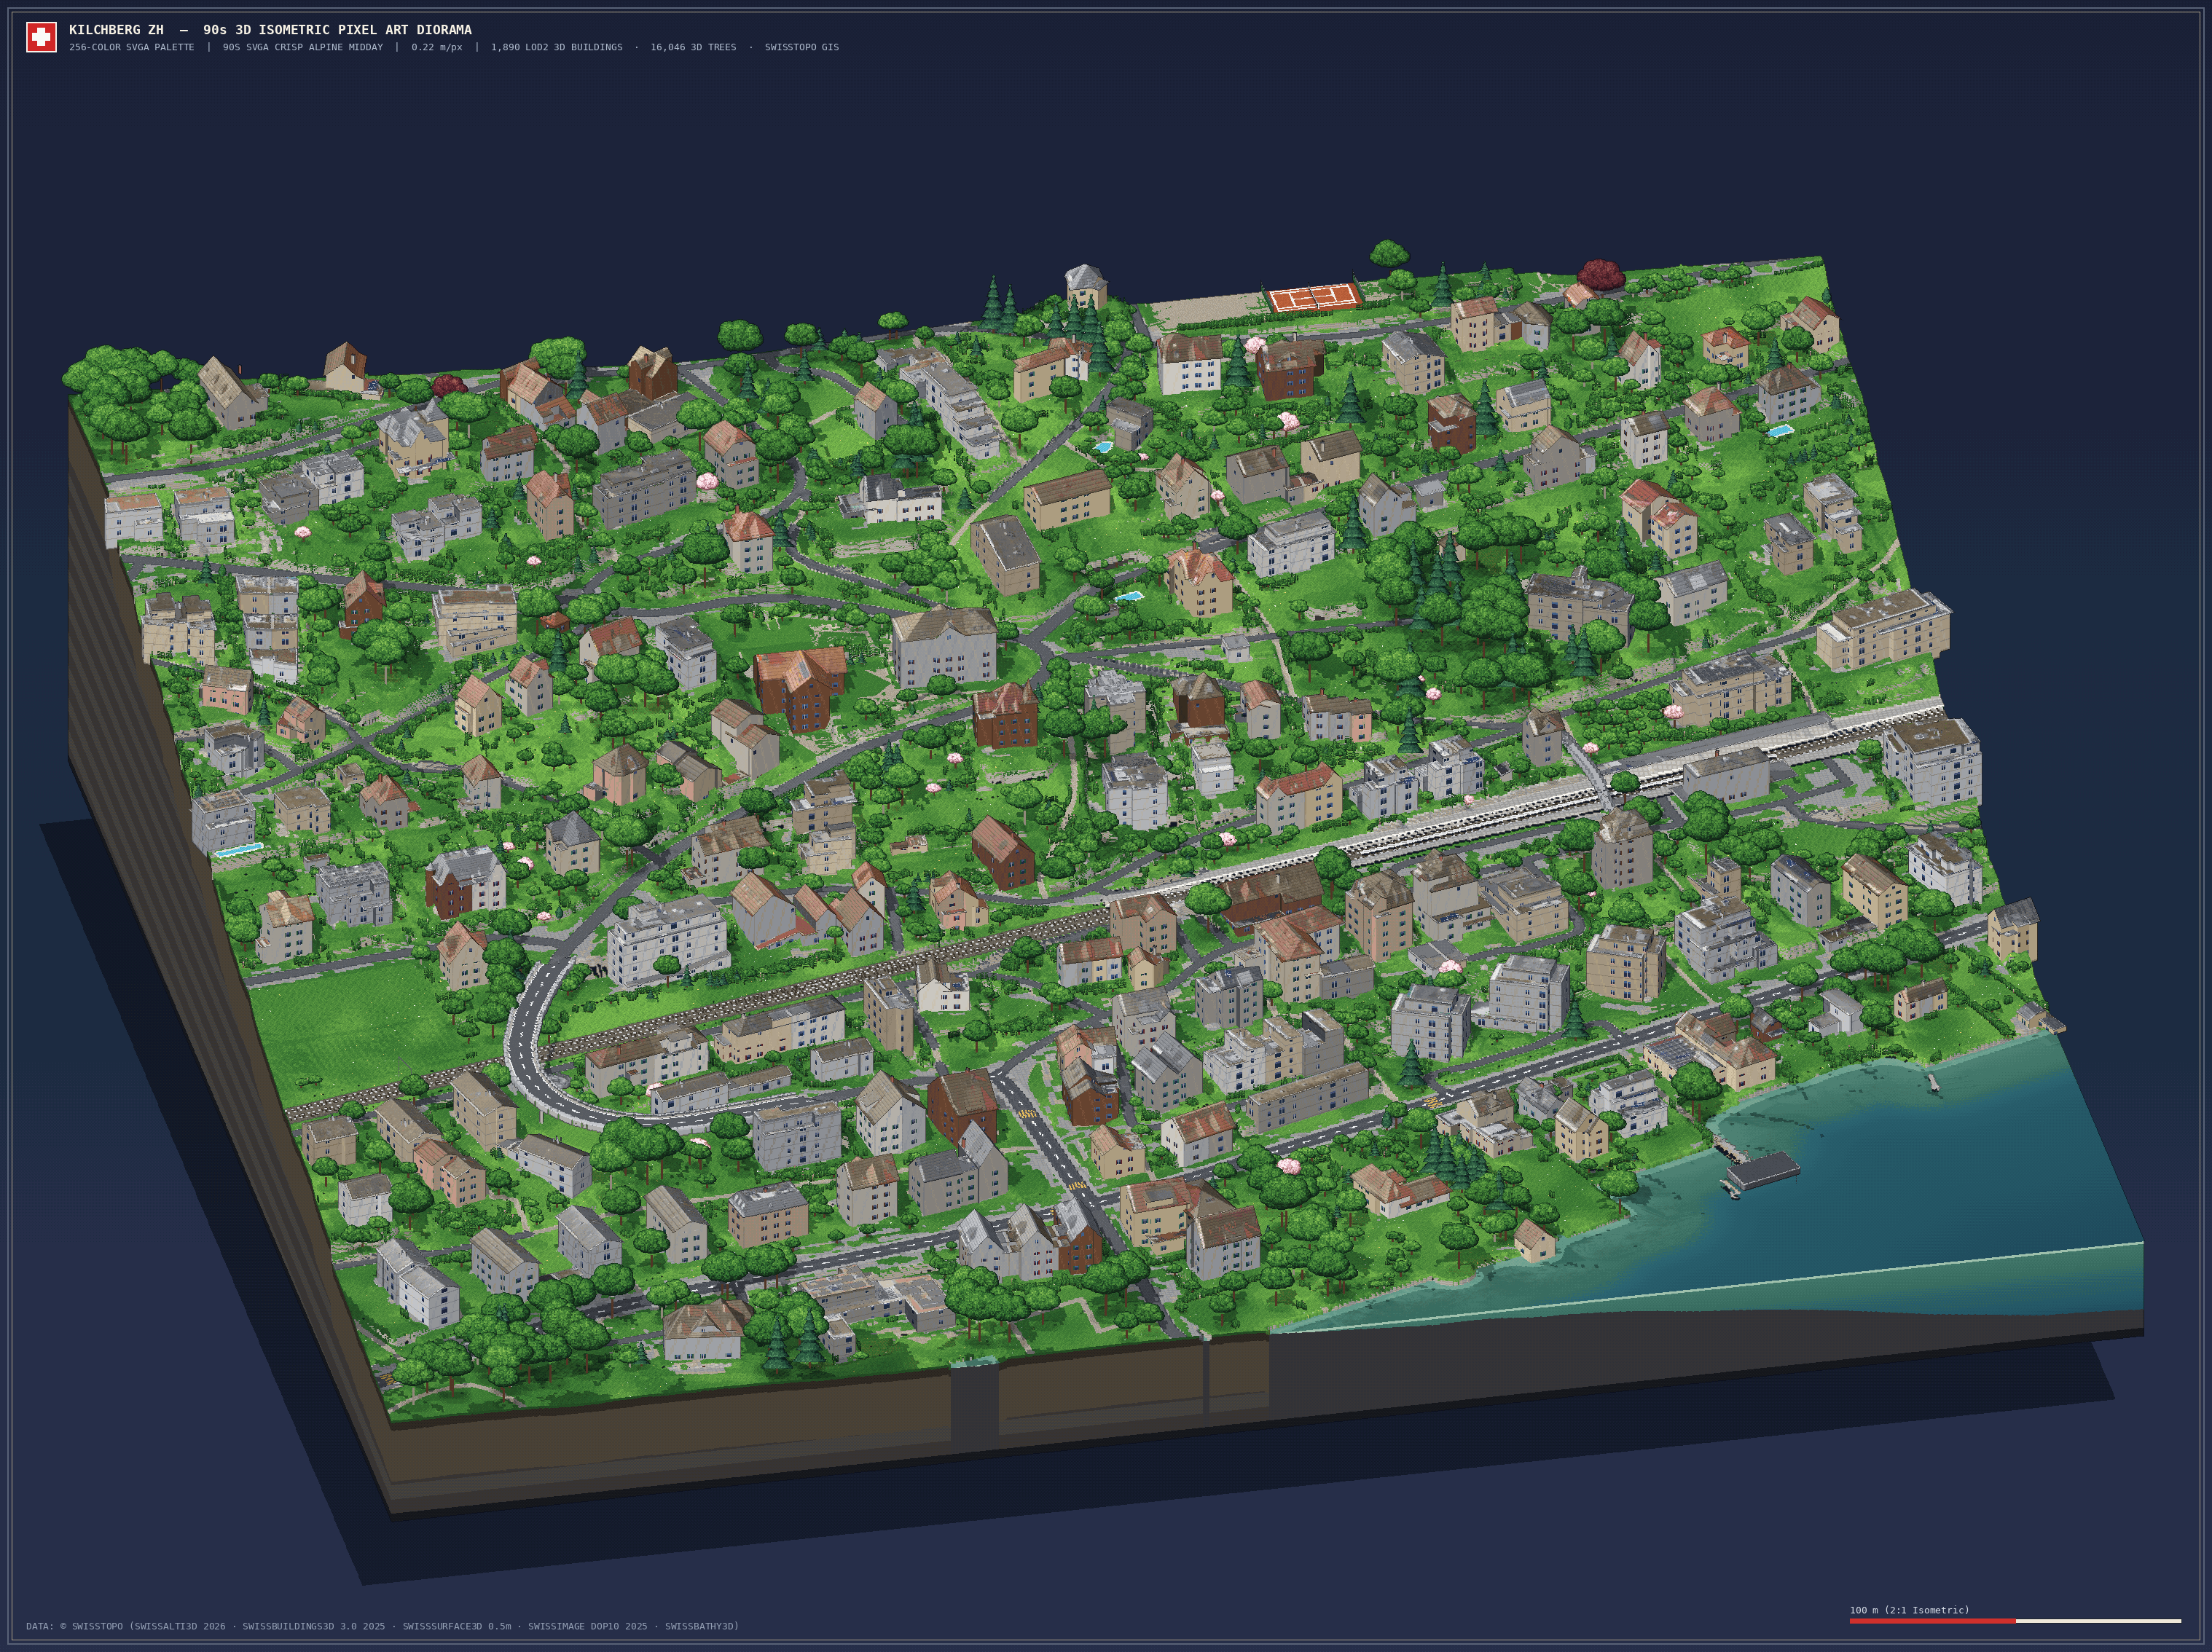 KILCHBERG ZH — 90s 3D ISOMETRIC PIXEL ART DIORAMA
256-COLOR SVGA PALETTE | 90S SVGA CRISP ALPINE MIDDAY | 0.22 m/px | 1,890 LOD2 3D BUILDINGS · 16,046 3D TREES · SWISSTOPO GIS
100 m (2:1 Isometric)
DATA: © SWISSTOPO (SWISSALTI3D 2026 · SWISSBUILDINGS3D 3.0 2025 · SWISSSURFACE3D 0.5m · SWISSIMAGE DOP10 2025 · SWISSBATHY3D)